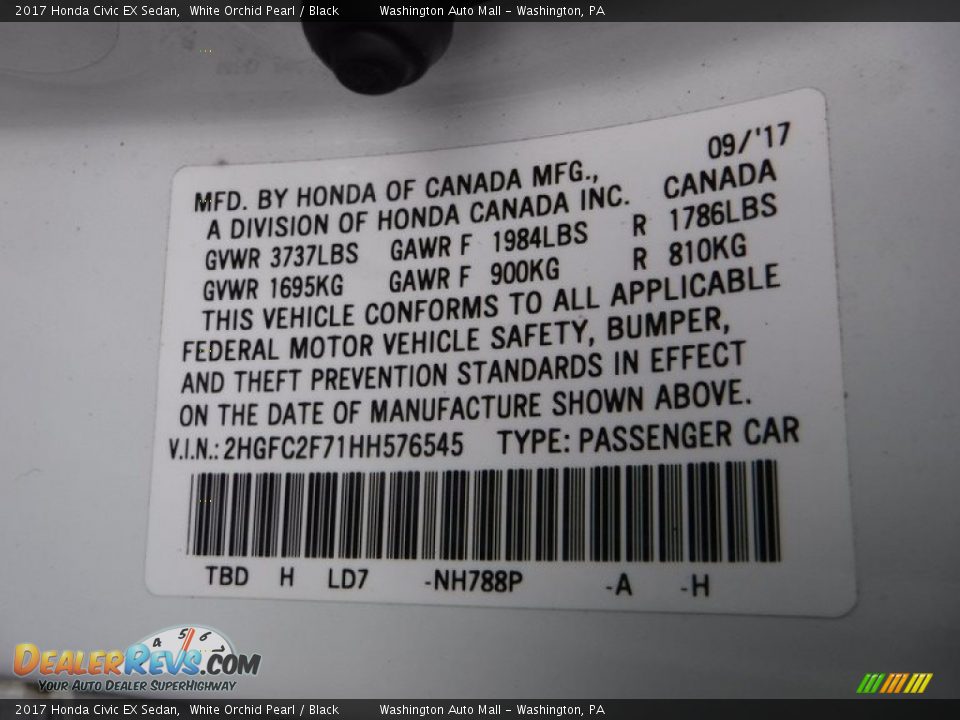 2017 Honda Civic EX Sedan, White Orchid Pearl / Black Washington Auto Mall - Washington, PA
09/'17
MFD. BY HONDA OF CANADA MFG.,
A DIVISION OF HONDA CANADA INC. CANADA
GVWR 3737LBS GAWR F 1984LBS R 1786LBS
GVWR 1695KG GAWR F 900KG R 810KG
THIS VEHICLE CONFORMS TO ALL APPLICABLE
FEDERAL MOTOR VEHICLE SAFETY, BUMPER,
AND THEFT PREVENTION STANDARDS IN EFFECT
ON THE DATE OF MANUFACTURE SHOWN ABOVE.
V.I.N.: 2HGFC2F71HH576545 TYPE: PASSENGER CAR
TBD H LD7 -NH788P -A -H
4 5 6 7
DEALERREVS.COM
YOUR AUTO DEALER SUPERHIGHWAY
2017 Honda Civic EX Sedan, White Orchid Pearl / Black Washington Auto Mall - Washington, PA